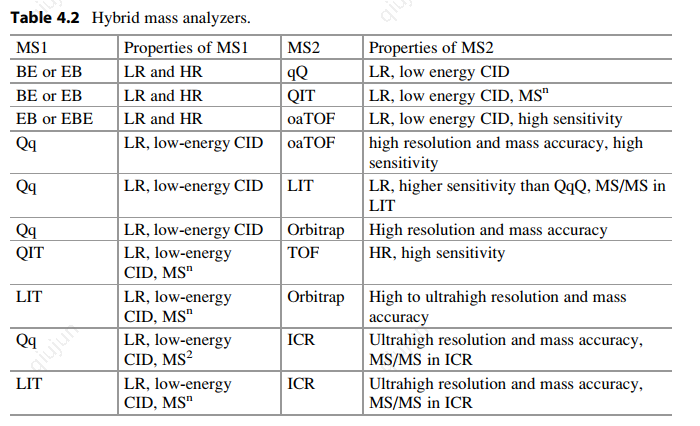 Table 4.2 Hybrid mass analyzers.
MS1 Properties of MS1 MS2 Properties of MS2
BE or EB LR and HR qQ LR, low energy CID
BE or EB LR and HR QIT LR, low energy CID, MSⁿ
EB or EBE LR and HR oaTOF LR, low energy CID, high sensitivity
Qq LR, low-energy CID oaTOF high resolution and mass accuracy, high
sensitivity
Qq LR, low-energy CID LIT LR, higher sensitivity than QqQ, MS/MS in
LIT
Qq LR, low-energy CID Orbitrap High resolution and mass accuracy
QIT LR, low-energy TOF HR, high sensitivity
CID, MSⁿ
LIT LR, low-energy Orbitrap High to ultrahigh resolution and mass
CID, MSⁿ accuracy
Qq LR, low-energy ICR Ultrahigh resolution and mass accuracy,
CID, MS² MS/MS in ICR
LIT LR, low-energy ICR Ultrahigh resolution and mass accuracy,
CID, MSⁿ MS/MS in ICR
qiujun